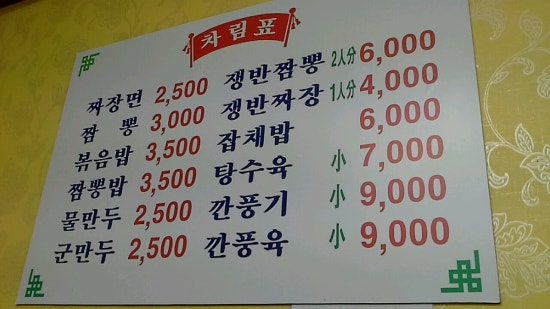 차림표
짜장면 2,500
짬 뽕 3,000
볶음밥 3,500
짬뽕밥 3,500
물만두 2,500
군만두 2,500
쟁반짬뽕 2人分 6,000
쟁반짜장 1人分 4,000
잡채밥 6,000
탕수육 小 7,000
깐풍기 小 9,000
깐풍육 小 9,000